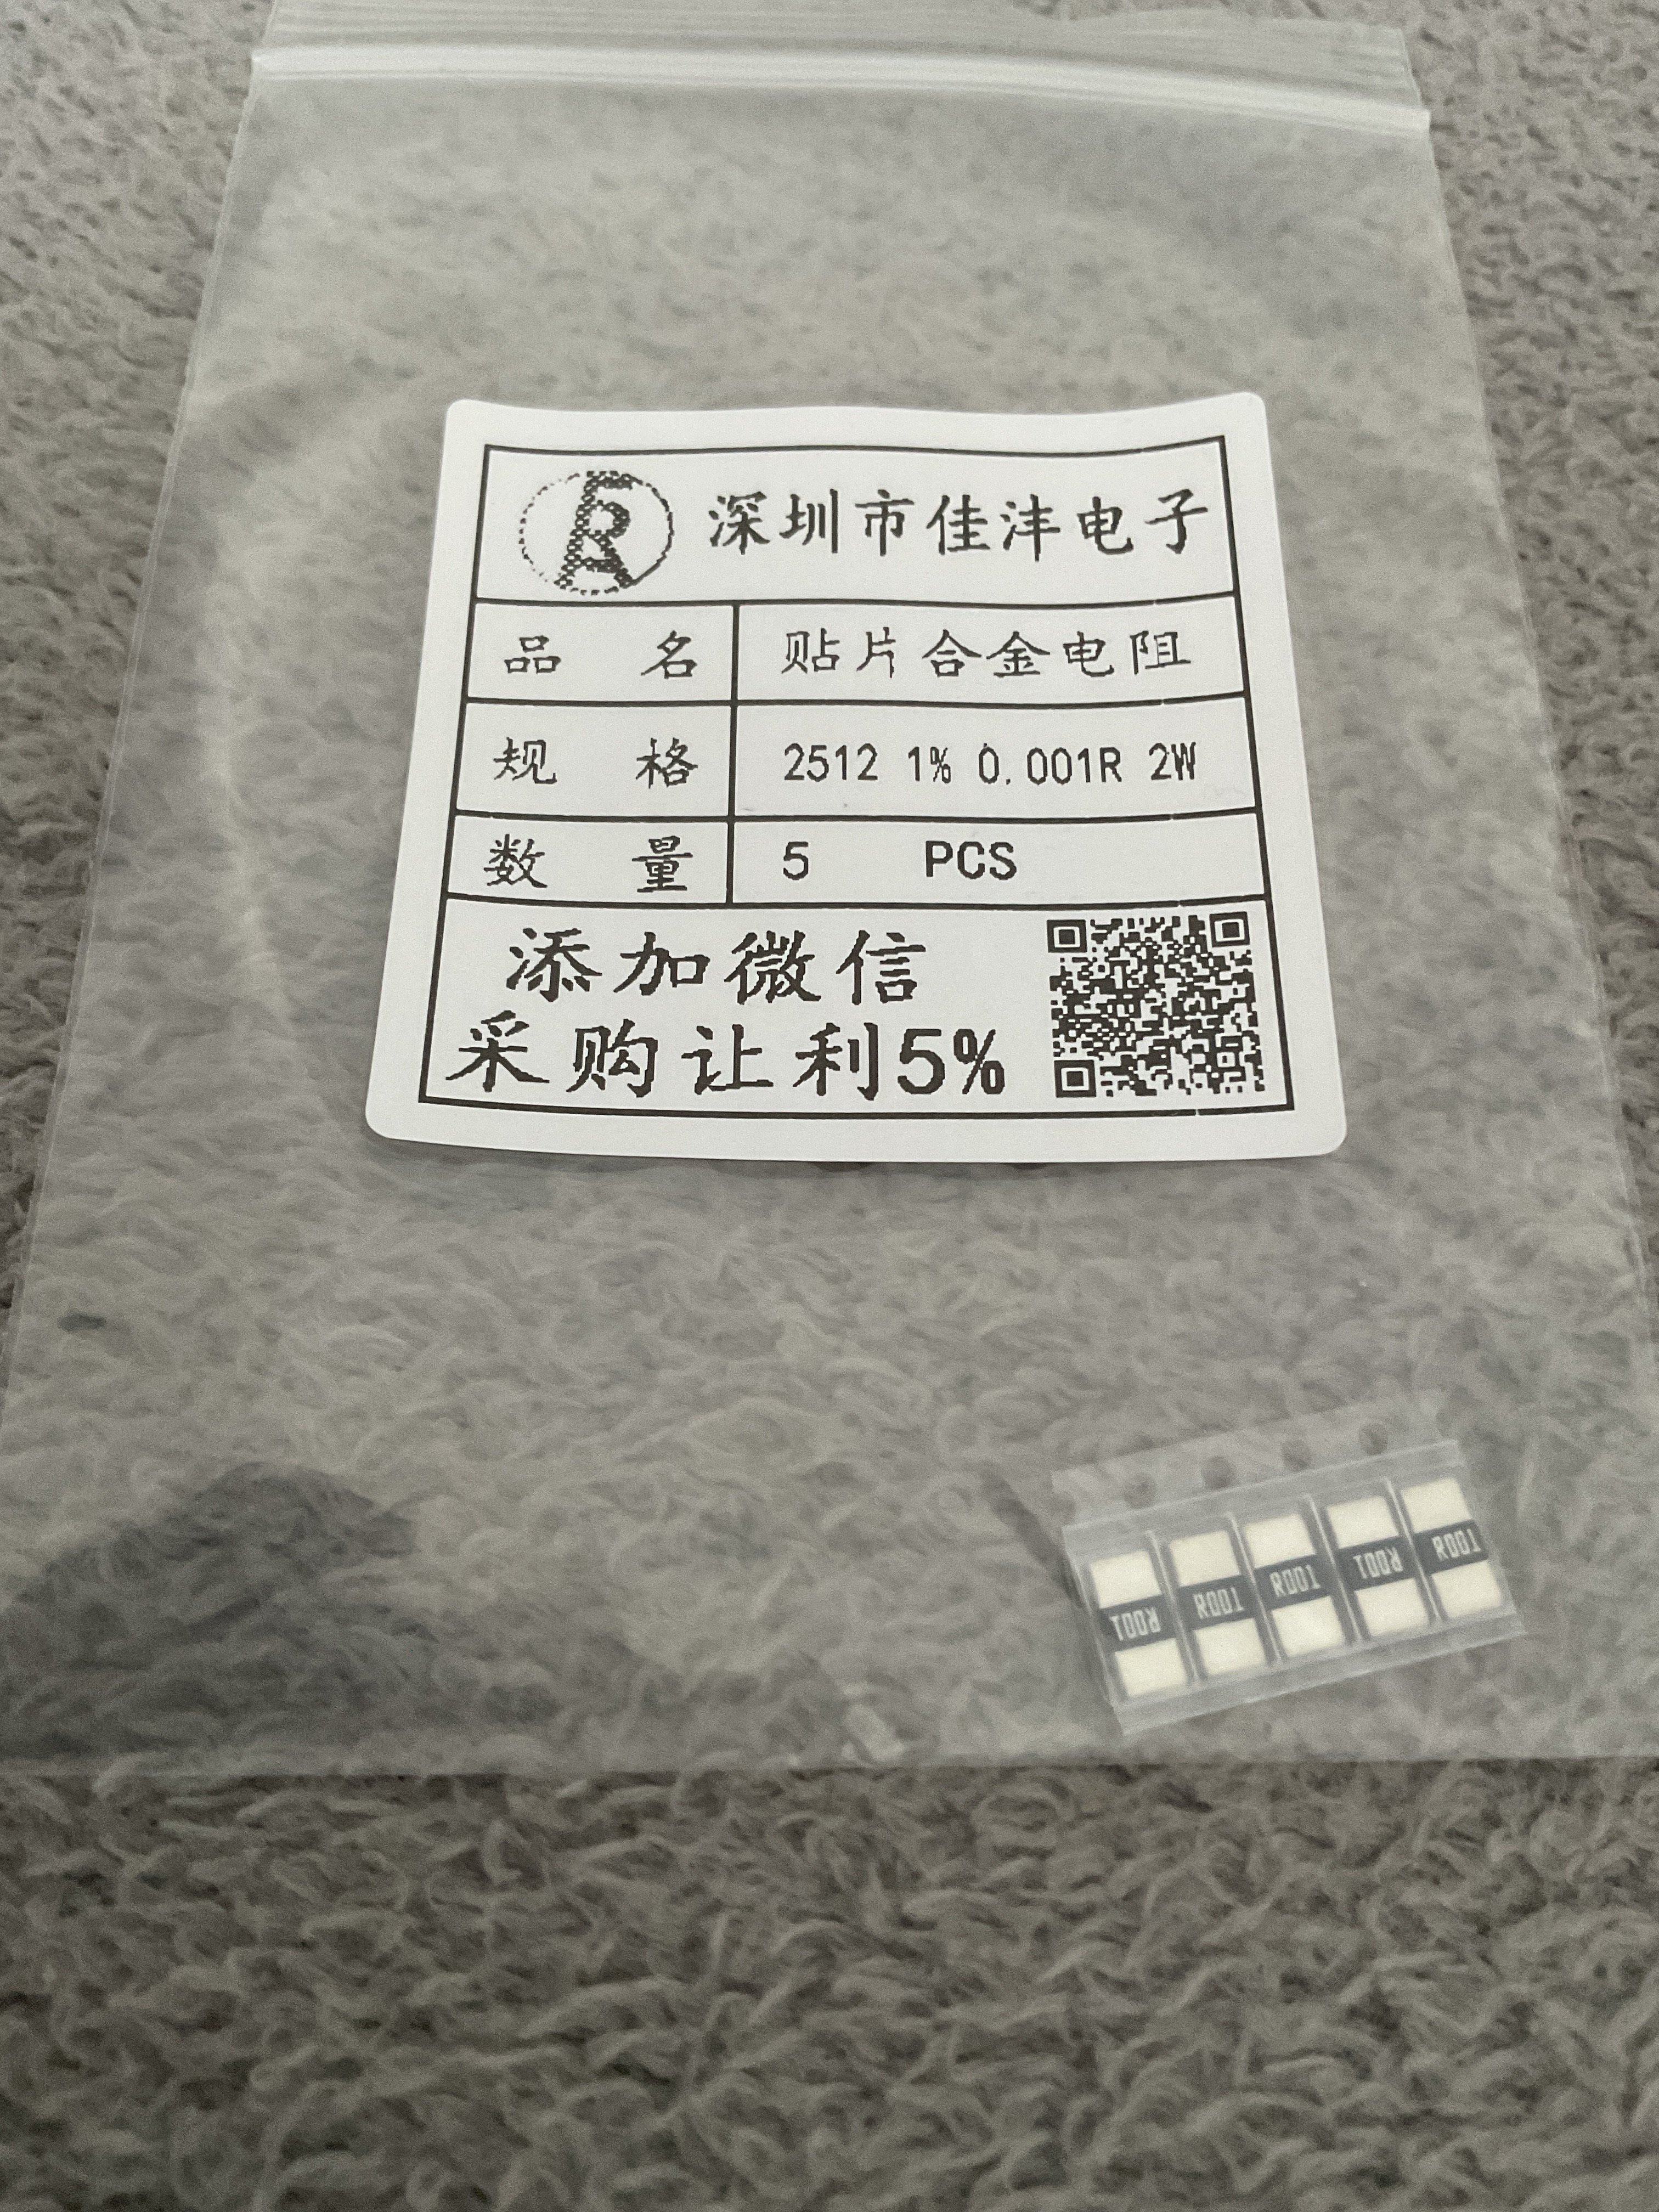 R 深圳市佳沣电子
品 名 贴片合金电阻
规 格 2512 1% 0.001R 2W
数 量 5 PCS
添加微信
采购让利5%
R001 R001 R001 R001 R001